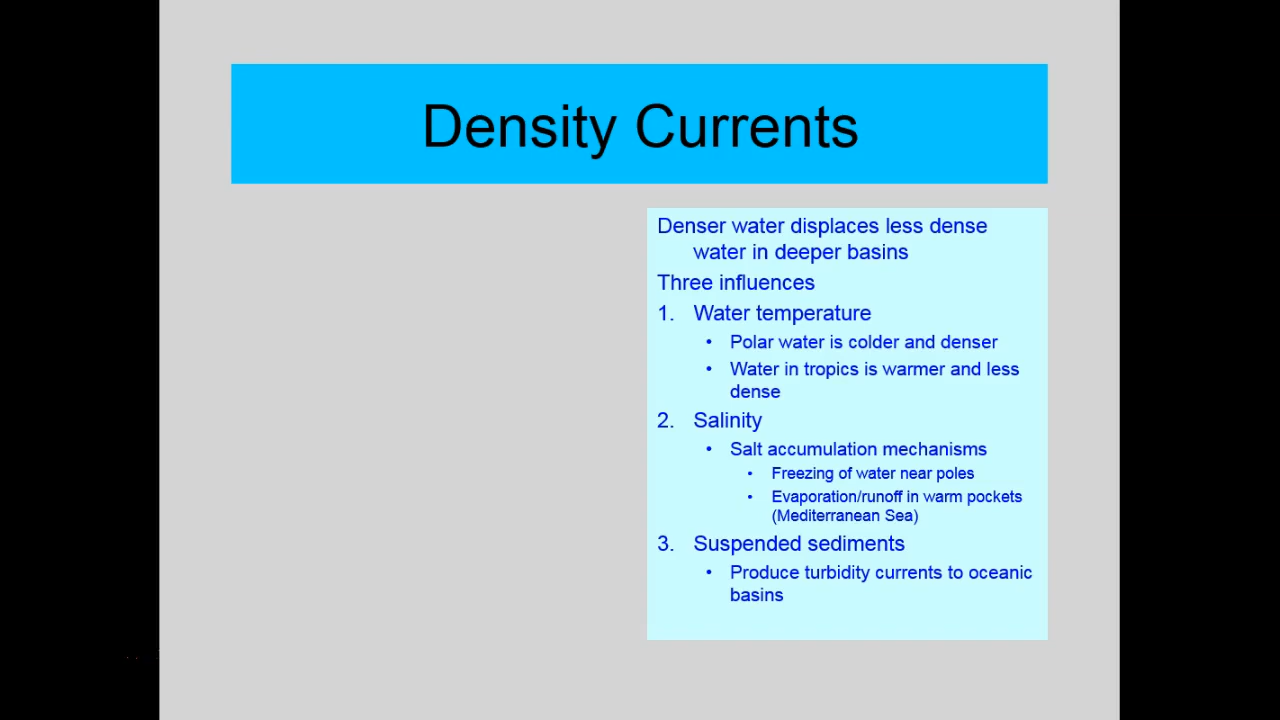 Density Currents
Denser water displaces less dense
water in deeper basins
Three influences
1. Water temperature
• Polar water is colder and denser
• Water in tropics is warmer and less
dense
2. Salinity
• Salt accumulation mechanisms
• Freezing of water near poles
• Evaporation/runoff in warm pockets
(Mediterranean Sea)
3. Suspended sediments
• Produce turbidity currents to oceanic
basins